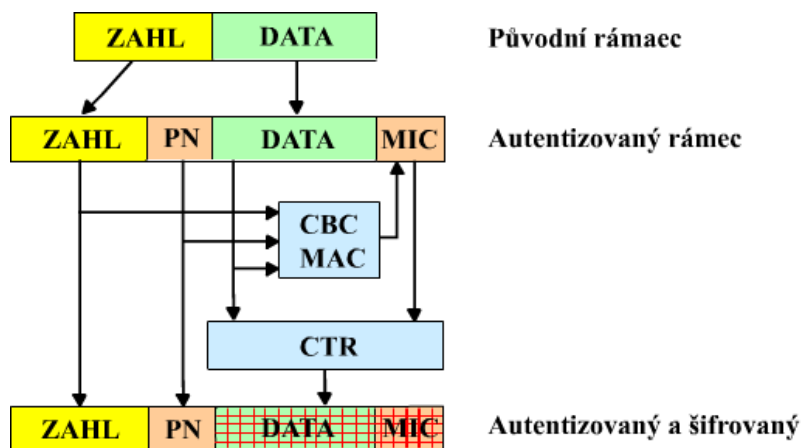 ZAHL DATA Původní rámaec
ZAHL PN DATA MIC Autentizovaný rámec
CBC
MAC
CTR
ZAHL PN DATA MIC Autentizovaný a šifrovaný